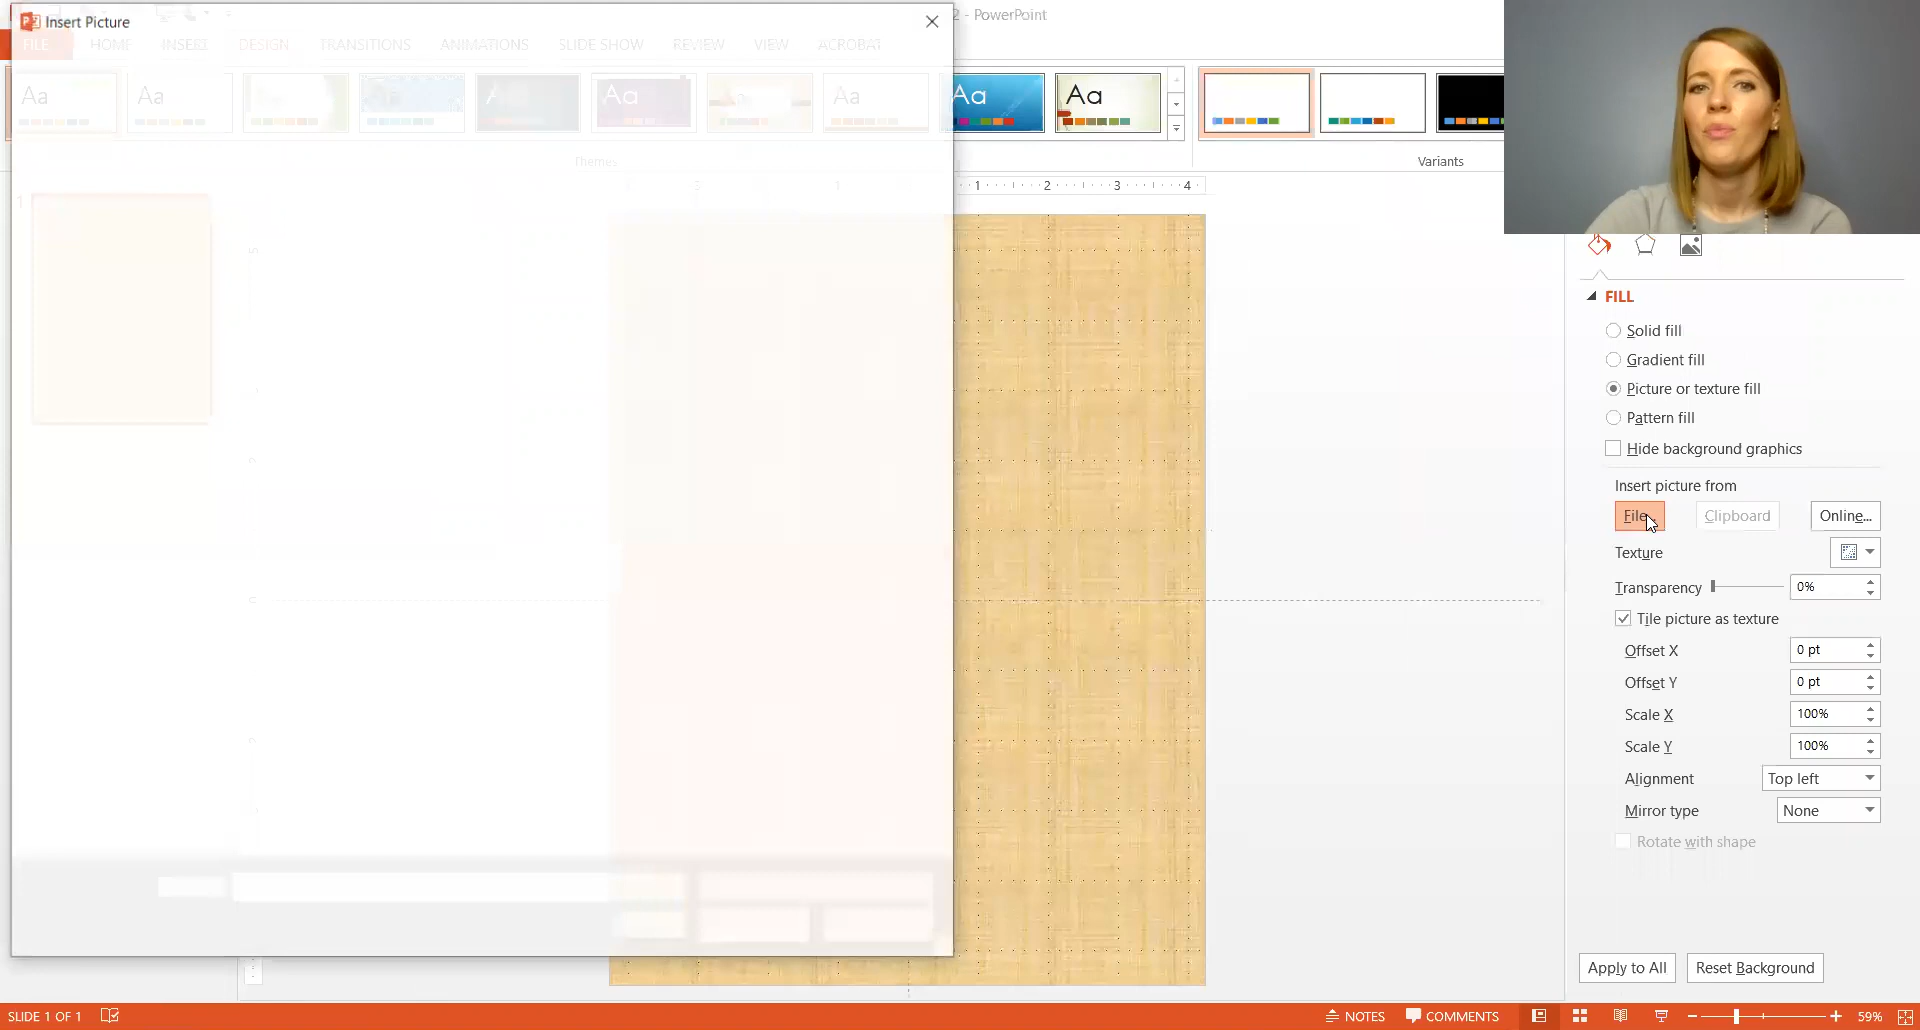 Insert Picture
2 - PowerPoint
FILE HOME INSERT DESIGN TRANSITIONS ANIMATIONS SLIDE SHOW REVIEW VIEW ACROBAT
Aa Aa Aa Aa Aa Aa Aa Aa
Themes
Variants
1 2 3 4
1
FILL
Solid fill
Gradient fill
Picture or texture fill
Pattern fill
Hide background graphics
Insert picture from
File... Clipboard Online...
Texture
Transparency 0%
Tile picture as texture
Offset X 0 pt
Offset Y 0 pt
Scale X 100%
Scale Y 100%
Alignment Top left
Mirror type None
Rotate with shape
Apply to All Reset Background
SLIDE 1 OF 1 NOTES COMMENTS 59%